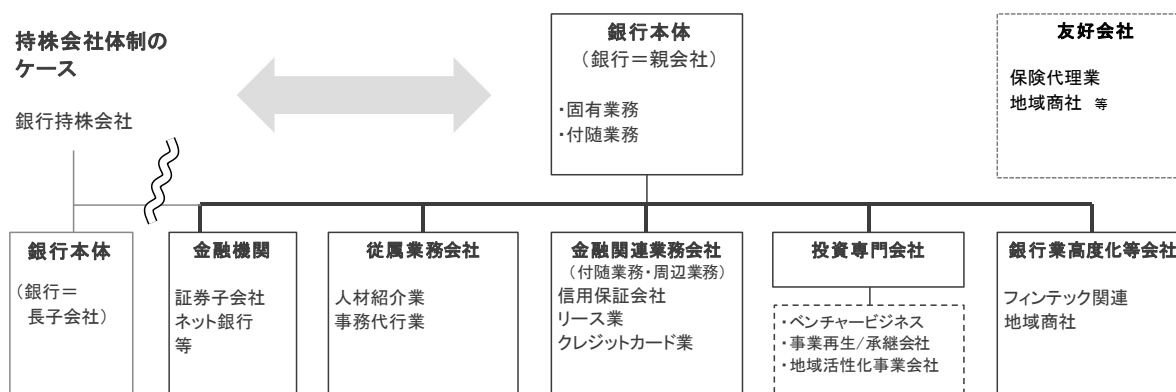 持株会社体制の
ケース
銀行持株会社
銀行本体
（銀行＝親会社）
・固有業務
・付随業務
友好会社
保険代理業
地域商社 等
銀行本体
（銀行＝
長子会社）
金融機関
証券子会社
ネット銀行
等
従属業務会社
人材紹介業
事務代行業
金融関連業務会社
（付随業務・周辺業務）
信用保証会社
リース業
クレジットカード業
投資専門会社
・ベンチャービジネス
・事業再生/承継会社
・地域活性化事業会社
銀行業高度化等会社
フィンテック関連
地域商社